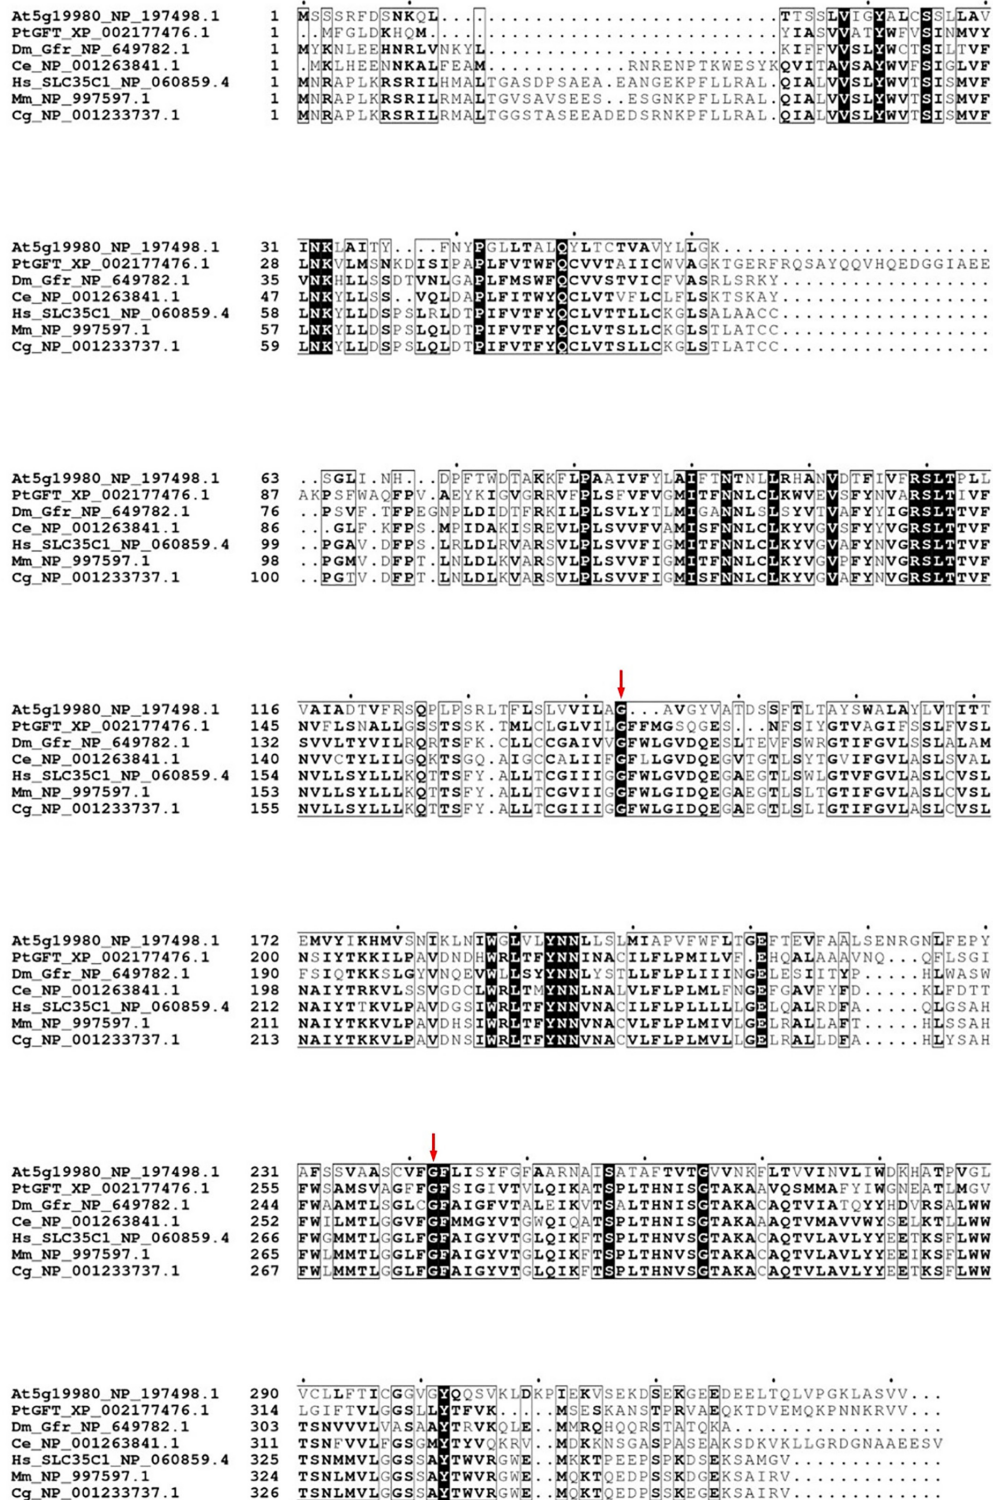 At5g19980_NP_197498.1 1 MSSSRFDSNKQL.............................TTSSLVIGYALCSSLLAV
PtGFT_XP_002177476.1 1 ..MFGLDKHQM..............................YIASVVATYWFVSISMVF
Dm_Gfr_NP_649782.1 1 MYKNLEEHNRLVNKYL.........................KIFFVVSLYWCTSILTVF
Ce_NP_001263841.1 1 .MKLHEENNKALFEAM............RNRENPTKWESYKQVITAVSAYWVFSIGLVF
Hs_SLC35C1_NP_060859.4 1 MNRAPLKRSRILHMALTGASDPSAEA.EANGEKPFLLRAL.QIALVVSLYWVTSISMVF
Mm_NP_997597.1 1 MNRAPLKRSRILRMALTGVSAVSEES..ESGNKPFLLRAL.QIALVVSLYWVTSISMVF
Cg_NP_001233737.1 1 MNRAPLKRSRILRMALTGGSTASEEADEDSRNKPFLLRAL.QIALVVSLYWVTSISMVF
At5g19980_NP_197498.1 31 INKLAITY...FNYPGLLTALQYLTCTVAVYLLGK.......................
PtGFT_XP_002177476.1 28 LNKVLMSNKDISIPAPLFVTWFQCVVTAIICWVAGKTGERFRQSAYQQVHQEDGGIAEE
Dm_Gfr_NP_649782.1 35 VNKHLLSSDTVNLGAPLFMSWFQCVVSTVICFVASRLSRKY..................
Ce_NP_001263841.1 47 LNKYLLSS..VQLDAPLFITWYQCLVTVFLCLFLSKTSKAY..................
Hs_SLC35C1_NP_060859.4 58 LNKYLLDSPSLRLDTPIFVTFYQCLVTTLLCKGLSALAACC..................
Mm_NP_997597.1 57 LNKYLLDSPSLQLDTPIFVTFYQCLVTSLLCKGLSTLATCC..................
Cg_NP_001233737.1 59 LNKYLLDSPSLQLDTPIFVTFYQCLVTSLLCKGLSTLATCC..................
At5g19980_NP_197498.1 63 ..SGLI.NH...DPFTWDTAKKFLPAAIVFYLAIFTNTNLLRHANVDTFIVFRSLTPLL
PtGFT_XP_002177476.1 87 AKPSFWAQFPV.AEYKIGVGRRVFPLSFVFVGMITFNNLCLKWVEVSFYNVARSLTIVF
Dm_Gfr_NP_649782.1 76 ..PSVF.TFPEGNPLDIDTFRKILPLSVLYTLMIGANNLSLSYVTVAFYYIGRSLTTVF
Ce_NP_001263841.1 86 ..GLF.KFPS.MPIDAKISREVLPLSVVFVAMISFNNLCLKYVGVSFYYVGRSLTTVF
Hs_SLC35C1_NP_060859.4 99 ..PGAV.DFPS.LRLDLRVARSVLPLSVVFIGMITFNNLCLKYVGVAFYNVGRSLTTVF
Mm_NP_997597.1 98 ..PGMV.DFPT.LNLDLKVARSVLPLSVVFIGMITFNNLCLKYVGVPFYNVGRSLTTVF
Cg_NP_001233737.1 100 ..PGTV.DFPT.LNLDLKVARSVLPLSVVFIGMISFNNLCLKYVGVAFYNVGRSLTTVF
At5g19980_NP_197498.1 116 VAIADTVFRSQPLPSRLTFLSLVVILAG...AVGYVATDSSFTLTAYSWALAYLVTITT
PtGFT_XP_002177476.1 145 NVFLSNALLGSSTSK.TMLCLGLVILGFFMGSQGES...NFSIYGTVAGIFSSLFVSL
Dm_Gfr_NP_649782.1 132 SVVLTYVILRQRTSFK.CLLCCGAIVVGFWLGVDQESLTEVFSWRGTIFGVLSSLALAM
Ce_NP_001263841.1 140 NVVCTYLILGQKTSGQ.AIGCCALIIFGFLLGVDQEGVTGTLSYTGVIFGVLASLSVAL
Hs_SLC35C1_NP_060859.4 154 NVLLSYLLLKQTTSFY.ALLTCGIIIGGFWLGVDQEGAEGTLSWLGTVFGVLASLCVSL
Mm_NP_997597.1 153 NVLLSYLLLKQTTSFY.ALLTCGIIIGGFWLGIDQEGAEGTLSLTGTIFGVLASLCVSL
Cg_NP_001233737.1 155 NVLLSYLLLKQTTSFY.ALLTCGVIIGGFWLGIDQEGAEGTLSLIGTIFGVLASLCVSL
At5g19980_NP_197498.1 172 EMVYIKHMVSNIKLNIWGLVLYNNLLSLMIAPVFWFLTGEFTEVFAALSENRGNLFEPY
PtGFT_XP_002177476.1 200 NSIYTKKILPAVDNDHWRLTFYNNINACILFLPMILVF.EHQALAAAVNQ...QFLSGI
Dm_Gfr_NP_649782.1 190 FSIQTKKSLGYVNQEVWLLSYYNNLYSTLLFLPLIIINGELESIITYP.....HLWASW
Ce_NP_001263841.1 198 NAIYTRKVLSSVGDCLWRLTMYNNLNALVLFLPLMLFNGEFGAVFYFD.....KLFDTT
Hs_SLC35C1_NP_060859.4 212 NAIYTTKVLPAVDGSIWRLTFYNNVNACILFLPLLLLLGELQALRDFA.....QLGSAH
Mm_NP_997597.1 211 NAIYTKKVLPAVDHSIWRLTFYNNVNACVLFLPLMIVLGELRALLAFT.....HLSSAH
Cg_NP_001233737.1 213 NAIYTKKVLPAVDNSIWRLTFYNNVNACVLFLPLMVLLGELRALLDFA.....HLYSAH
At5g19980_NP_197498.1 231 AFSSVAASCVFGFLISYFGFAARNAISATAFTVTGVVNKFLTVVINVLIWDKHATPVGL
PtGFT_XP_002177476.1 255 FWSAMSVAGFFGFSIGIVTVLQIKATSPLTHNISGTAKAAVQSMMAFYIWGNEATLMGV
Dm_Gfr_NP_649782.1 244 FWAAMTLSGLCGFAIGFVTALEIKVTSALTHNISGTAKACAQTVIATQYYHDVRSALWW
Ce_NP_001263841.1 252 FWILMTLGGVFGFMMGYVTGWQIQATSPLTHNISGTAKAAAQTVMAVVWYSELKTLLWW
Hs_SLC35C1_NP_060859.4 266 FWGMMTLGGLFGFAIGYVTGLQIKFTSPLTHNVSGTAKACAQTVLAVLYYEETKSFLWW
Mm_NP_997597.1 265 FWLMMTLGGLFGFAIGYVTGLQIKFTSPLTHNVSGTAKACAQTVLAVLYYEEIKSFLWW
Cg_NP_001233737.1 267 FWLMMTLGGLFGFAIGYVTGLQIKFTSPLTHNVSGTAKACAQTVLAVLYYEETKSFLWW
At5g19980_NP_197498.1 290 VCLLFTICGGVGYQQSVKLDKPIEKVSEKDSEKGEEDEELTQLVPGKLASVV...
PtGFT_XP_002177476.1 314 LGIFTVLGGSLLYTFVK...MSESKANSTPRVAEQKTDVEMQKPNNKRVV...
Dm_Gfr_NP_649782.1 303 TSNVVVLVASAAYTRVKQLE.MMRQHQQRSTATQKA..................
Ce_NP_001263841.1 311 TSNFVVLFGSGMYTYVQKRV.MDKKNSGASPASEAKSDKVKLLGRDGNAAEESV
Hs_SLC35C1_NP_060859.4 325 TSNMMVLGGSSAYTWVRGWE.MKKTPEEPSPKDSEKSAMGV.............
Mm_NP_997597.1 324 TSNLMVLGGSSAYTWVRGWE.MQKTQEDPSSKDGEKSAIRV.............
Cg_NP_001233737.1 326 TSNLMVLGGSSAYTWVRGWE.MQKTQEDPSSKEGEKSAIRV.............